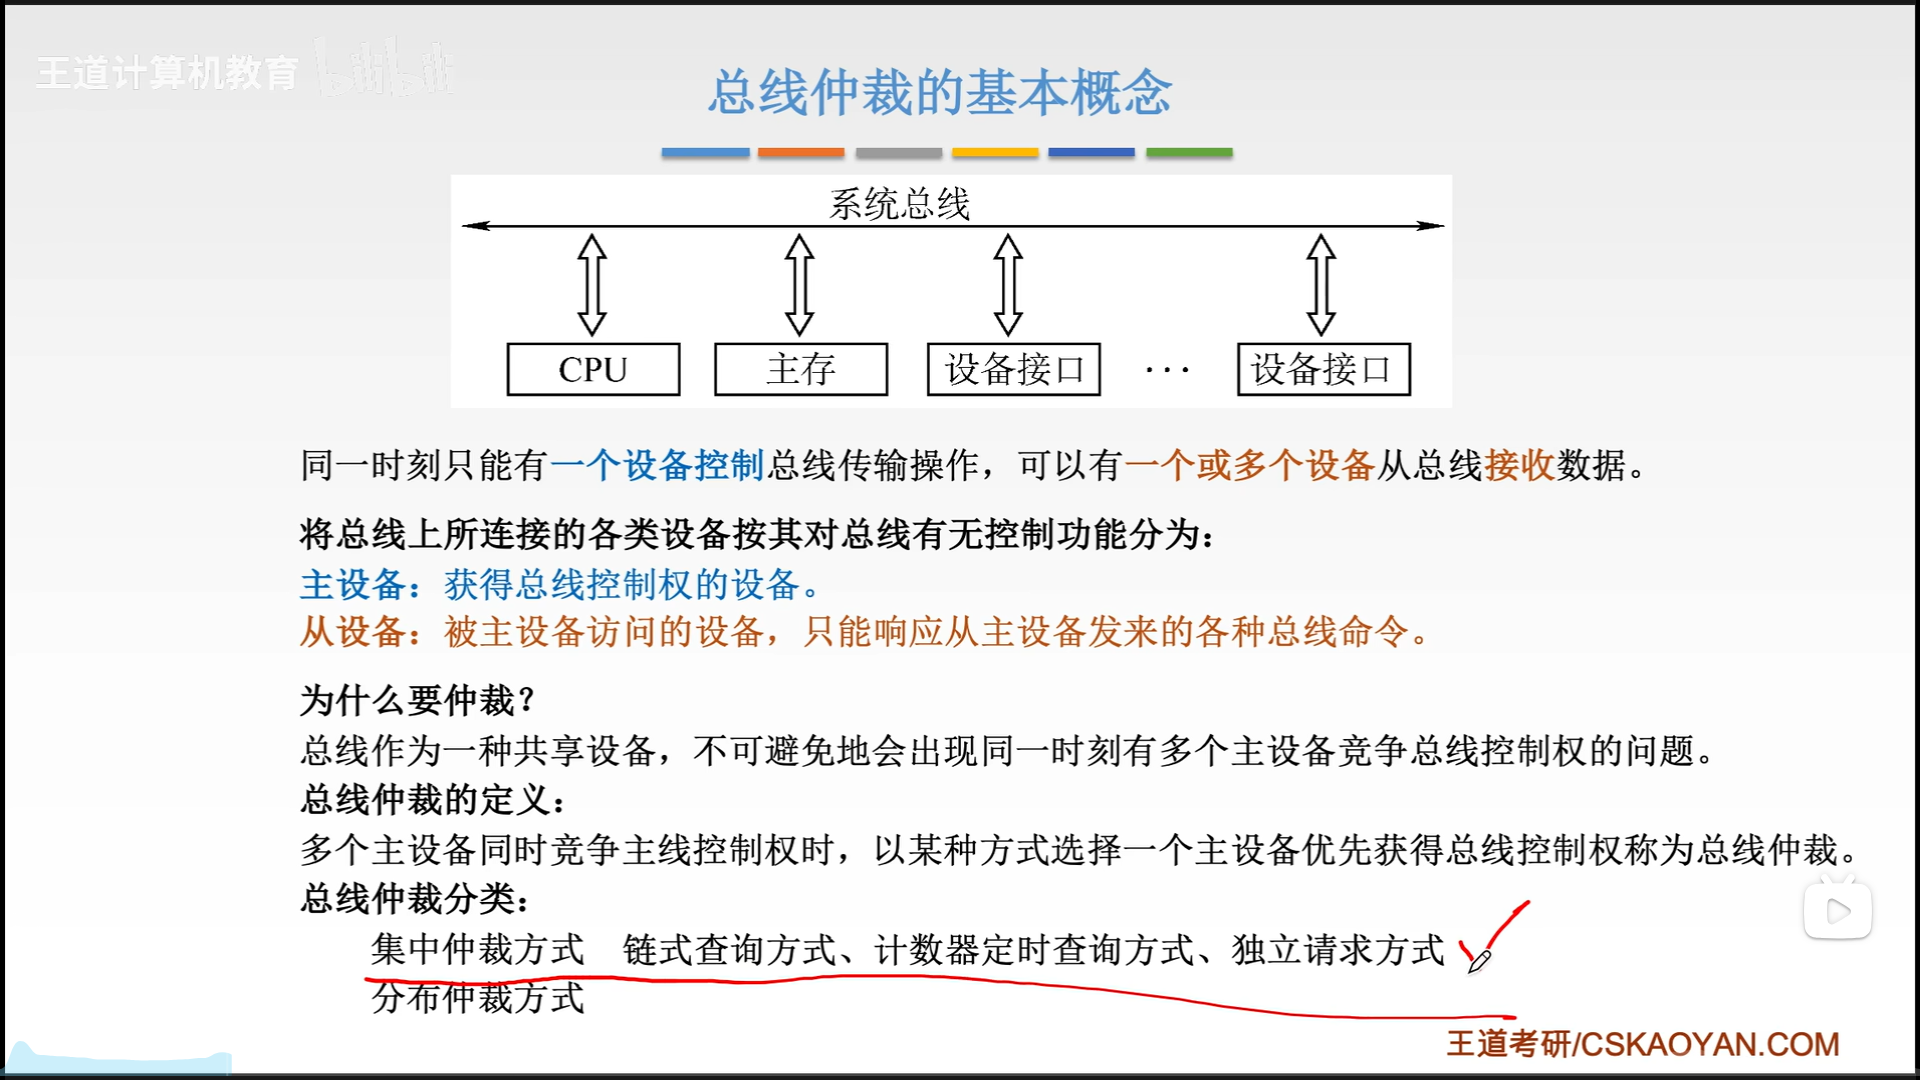 王道计算机教育 bilibili
总线仲裁的基本概念
系统总线
CPU 主存 设备接口 ··· 设备接口
同一时刻只能有一个设备控制总线传输操作，可以有一个或多个设备从总线接收数据。
将总线上所连接的各类设备按其对总线有无控制功能分为：
主设备：获得总线控制权的设备。
从设备：被主设备访问的设备，只能响应从主设备发来的各种总线命令。
为什么要仲裁？
总线作为一种共享设备，不可避免地会出现同一时刻有多个主设备竞争总线控制权的问题。
总线仲裁的定义：
多个主设备同时竞争主线控制权时，以某种方式选择一个主设备优先获得总线控制权称为总线仲裁。
总线仲裁分类：
集中仲裁方式 链式查询方式、计数器定时查询方式、独立请求方式
分布仲裁方式
王道考研/CSKAOYAN.COM